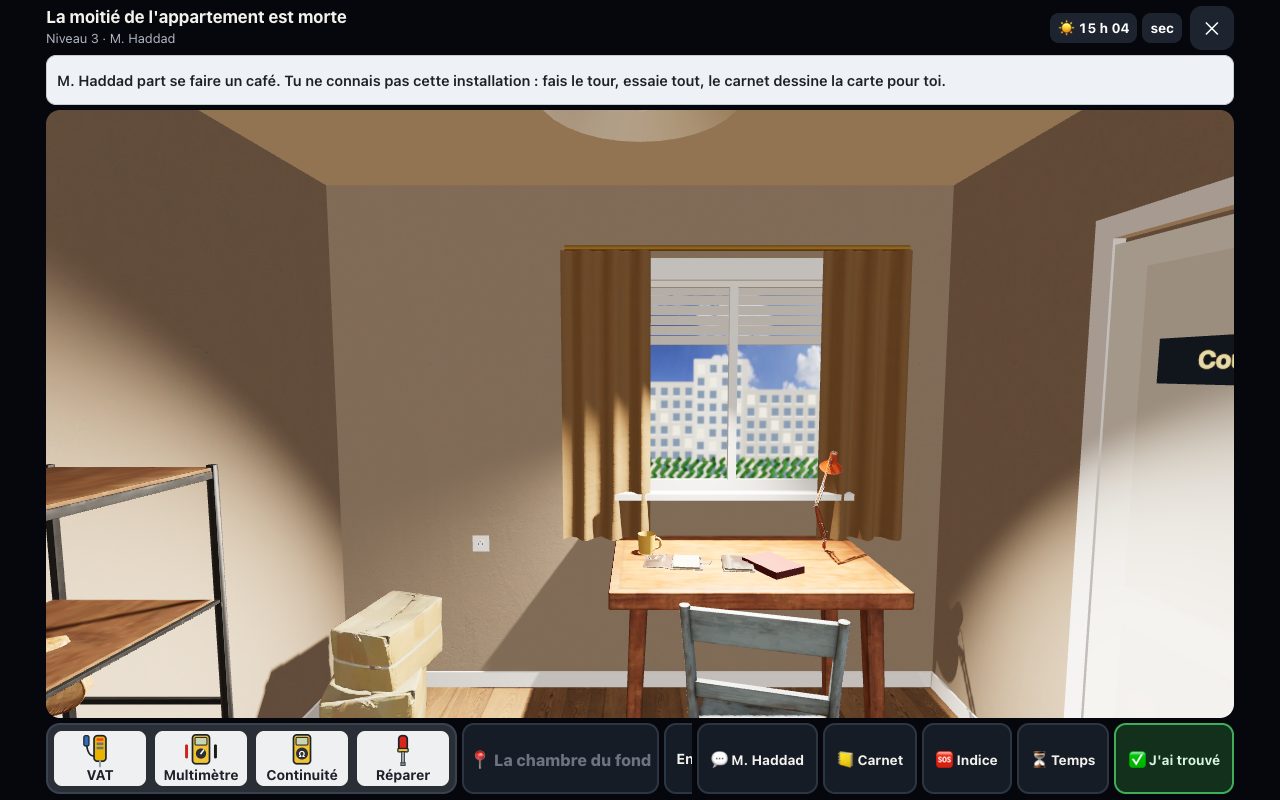 La moitié de l'appartement est morte
Niveau 3 · M. Haddad
15 h 04
sec
M. Haddad part se faire un café. Tu ne connais pas cette installation : fais le tour, essaie tout, le carnet dessine la carte pour toi.
VAT
Multimètre
Continuité
Réparer
La chambre du fond
M. Haddad
Carnet
SOS
Indice
Temps
J'ai trouvé